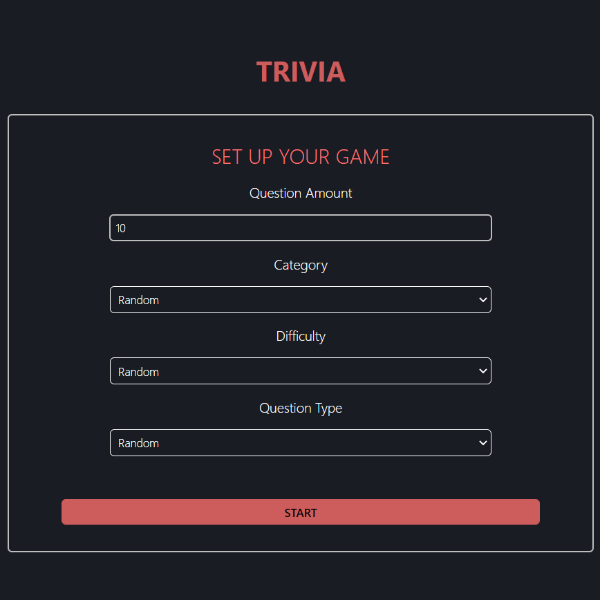 TRIVIA
SET UP YOUR GAME
Question Amount
10
Category
Random
Difficulty
Random
Question Type
Random
START